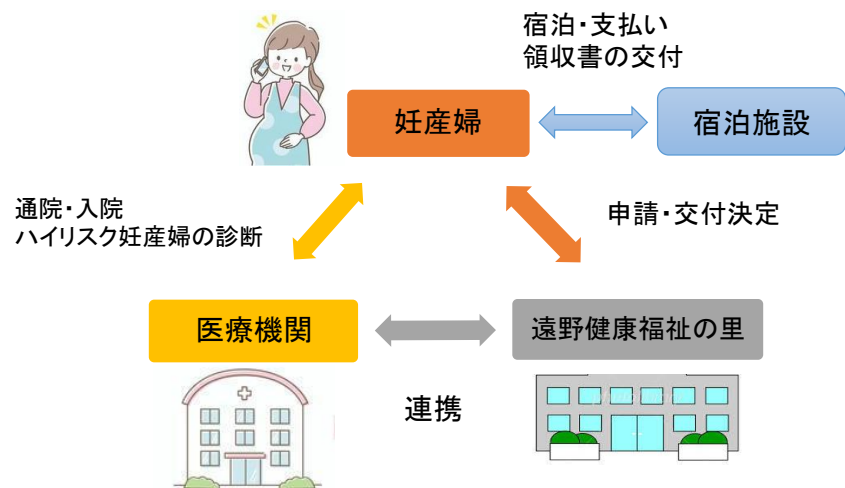 宿泊・支払い
領収書の交付
妊産婦
宿泊施設
通院・入院
ハイリスク妊産婦の診断
申請・交付決定
医療機関
遠野健康福祉の里
連携